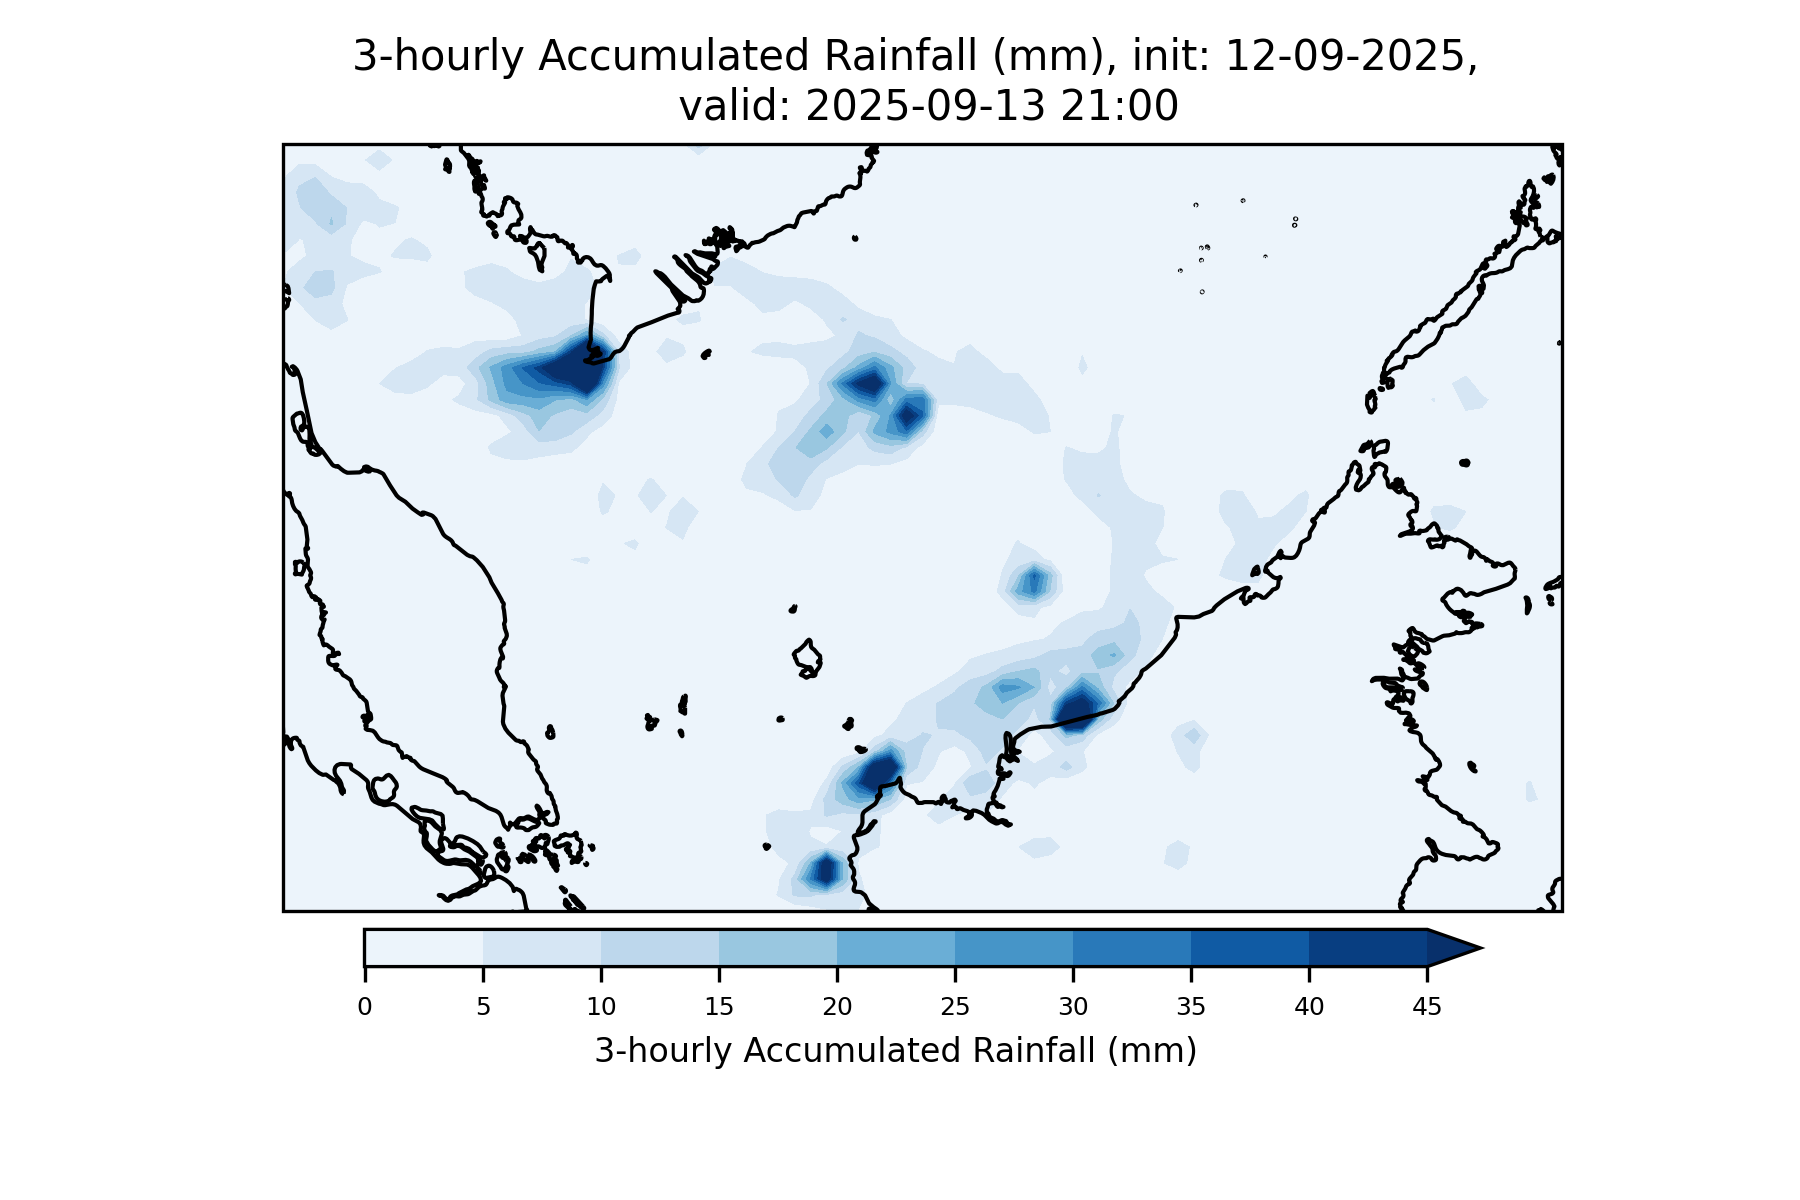 3-hourly Accumulated Rainfall (mm), init: 12-09-2025,
valid: 2025-09-13 21:00
0 5 10 15 20 25 30 35 40 45
3-hourly Accumulated Rainfall (mm)